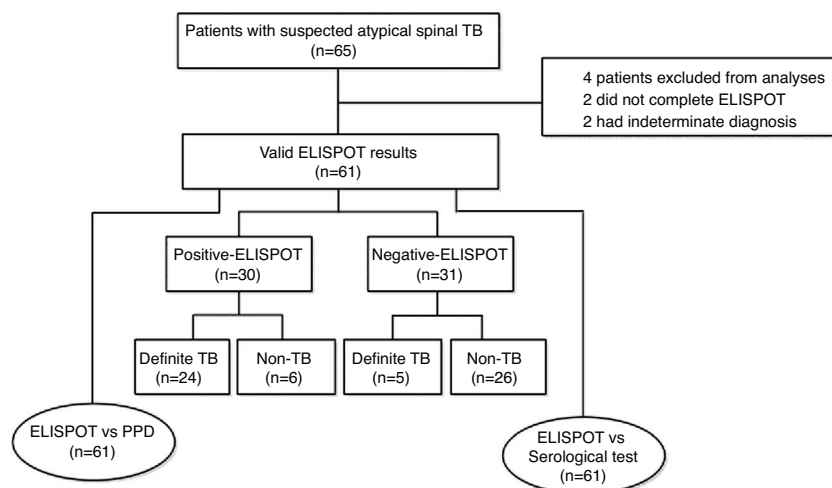 Patients with suspected atypical spinal TB
(n=65)
4 patients excluded from analyses
2 did not complete ELISPOT
2 had indeterminate diagnosis
Valid ELISPOT results
(n=61)
Positive-ELISPOT
(n=30)
Negative-ELISPOT
(n=31)
Definite TB
(n=24)
Non-TB
(n=6)
Definite TB
(n=5)
Non-TB
(n=26)
ELISPOT vs PPD
(n=61)
ELISPOT vs
Serological test
(n=61)